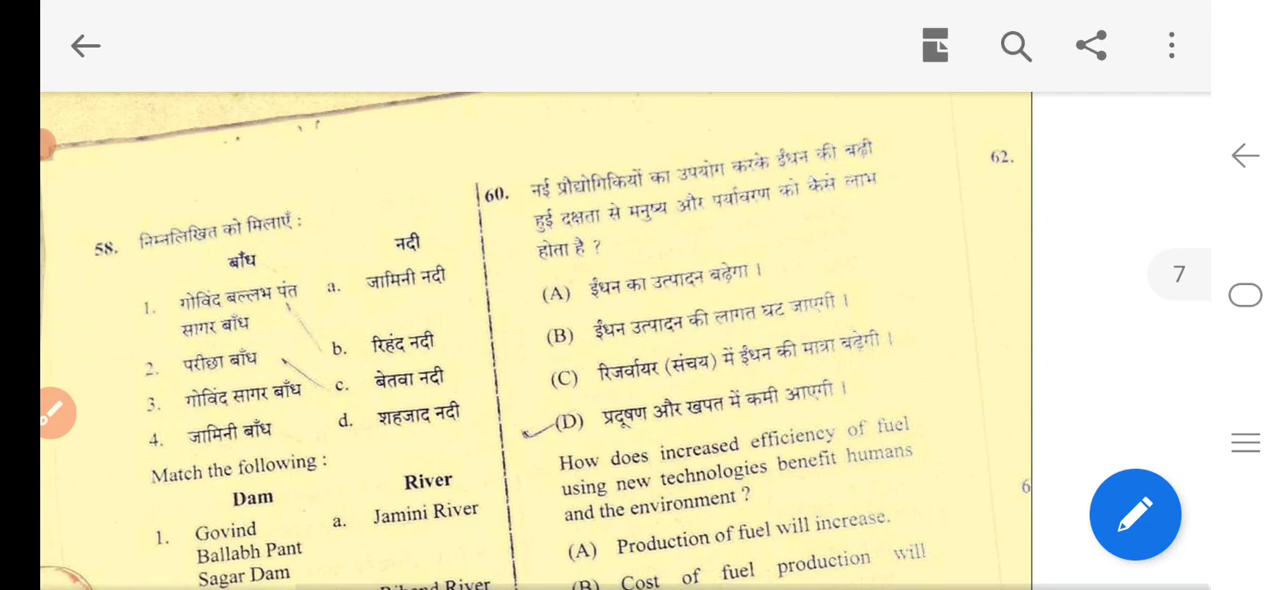 58. निम्नलिखित को मिलाएँ :
बाँध नदी
1. गोविंद बल्लभ पंत a. जामिनी नदी
सागर बाँध
b. रिहंद नदी
2. परीछा बाँध
c. बेतवा नदी
3. गोविंद सागर बाँध
d. शहजाद नदी
4. जामिनी बाँध
Match the following :
Dam River
1. Govind a. Jamini River
Ballabh Pant
Sagar Dam
Rihand River
60. नई प्रौद्योगिकियों का उपयोग करके ईंधन की बढ़ी
हुई दक्षता से मनुष्य और पर्यावरण को कैसे लाभ
होता है ?
(A) ईंधन का उत्पादन बढ़ेगा ।
(B) ईंधन उत्पादन की लागत घट जाएगी ।
(C) रिजर्वायर (संचय) में ईंधन की मात्रा बढ़ेगी ।
(D) प्रदूषण और खपत में कमी आएगी ।
How does increased efficiency of fuel
using new technologies benefit humans
and the environment ?
(A) Production of fuel will increase.
(B) Cost of fuel production will
62.
6
7